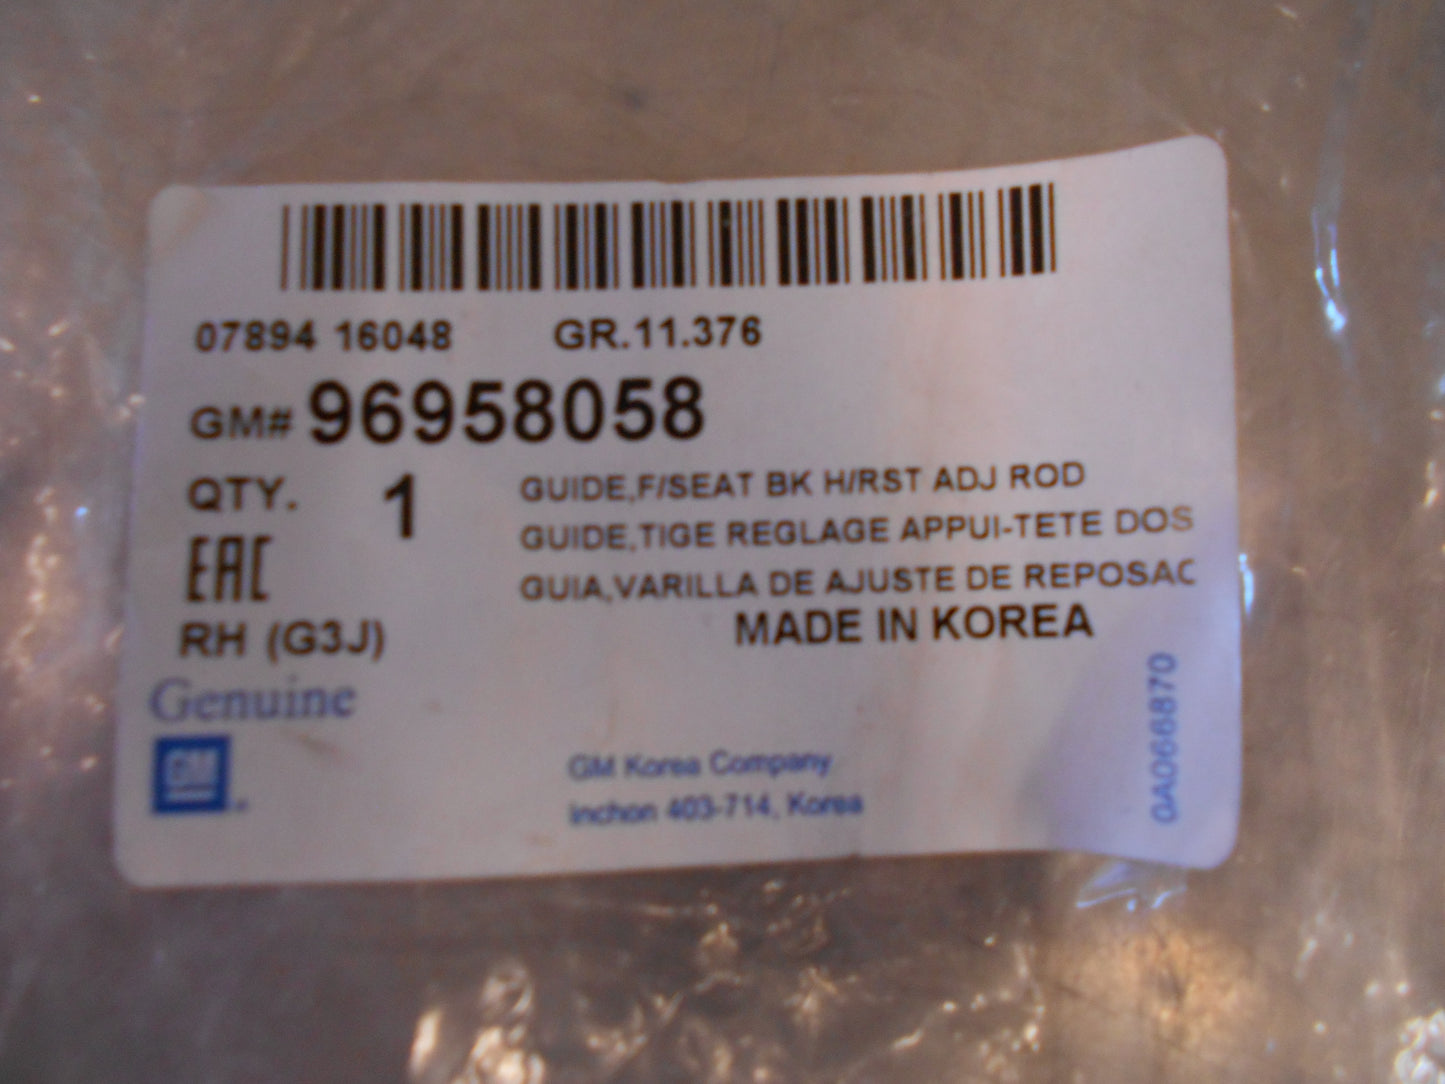 07894 16048 GR.11.376
GM# 96958058
QTY. 1
GUIDE,F/SEAT BK H/RST ADJ ROD
GUIDE,TIGE REGLAGE APPUI-TETE DOS
GUIA,VARILLA DE AJUSTE DE REPOSAC
EAC
RH (G3J)
MADE IN KOREA
Genuine
GM
GM Korea Company
Inchon 403-714, Korea
0A066870